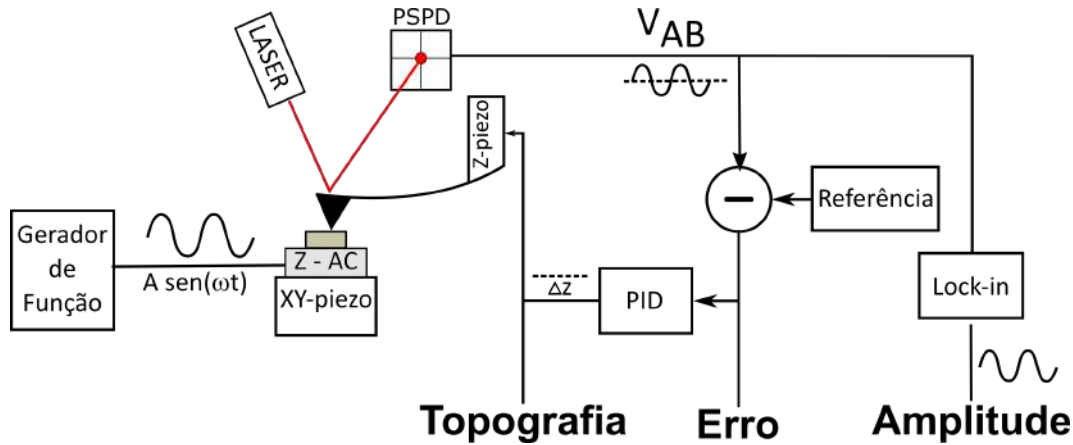 PSPD
LASER
V_AB
Z-piezo
Gerador
de
Função
A sen(ωt)
Z - AC
XY-piezo
Referência
−
ΔZ
PID
Lock-in
Topografia
Erro
Amplitude